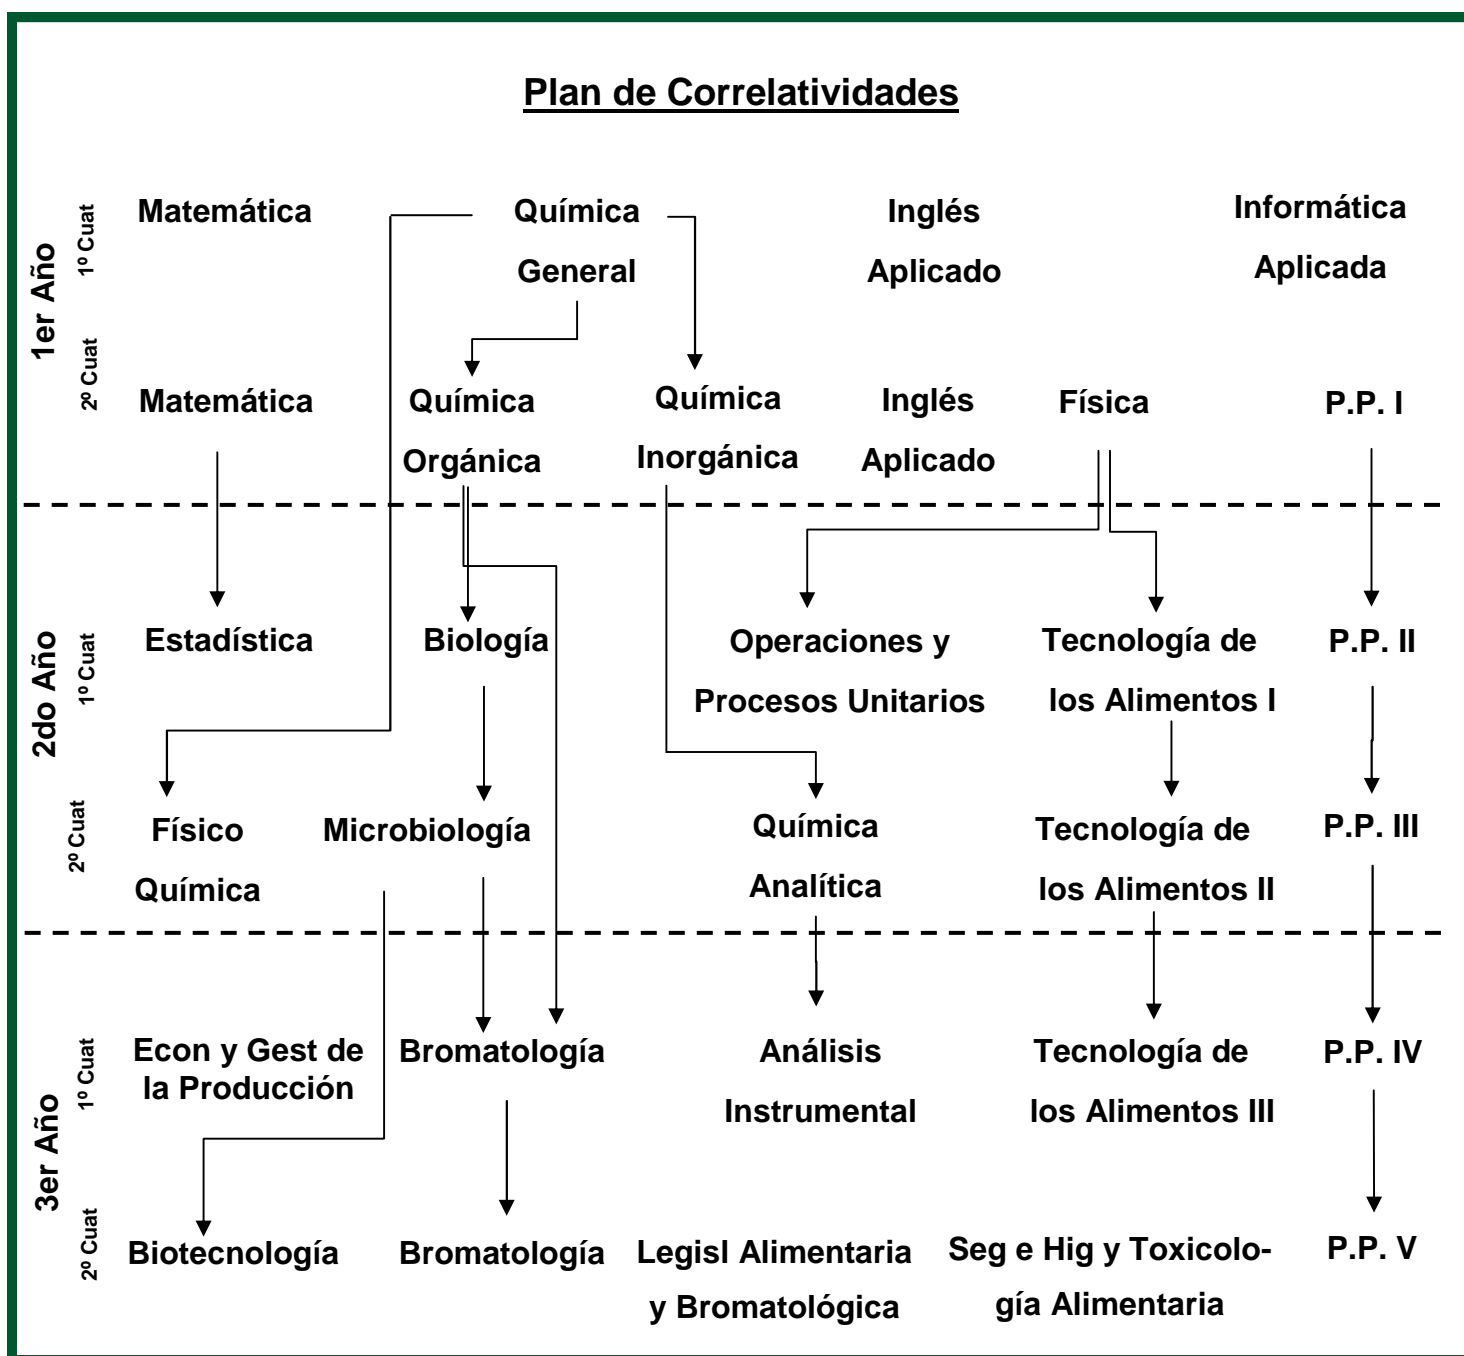 Plan de Correlatividades
1er Año
1º Cuat
Matemática
Química
General
Inglés
Aplicado
Informática
Aplicada
2º Cuat
Matemática
Química
Orgánica
Química
Inorgánica
Inglés
Aplicado
Física
P.P. I
2do Año
1º Cuat
Estadística
Biología
Operaciones y
Procesos Unitarios
Tecnología de
los Alimentos I
P.P. II
2º Cuat
Físico
Química
Microbiología
Química
Analítica
Tecnología de
los Alimentos II
P.P. III
3er Año
1º Cuat
Econ y Gest de
la Producción
Bromatología
Análisis
Instrumental
Tecnología de
los Alimentos III
P.P. IV
2º Cuat
Biotecnología
Bromatología
Legisl Alimentaria
y Bromatológica
Seg e Hig y Toxicolo-
gía Alimentaria
P.P. V